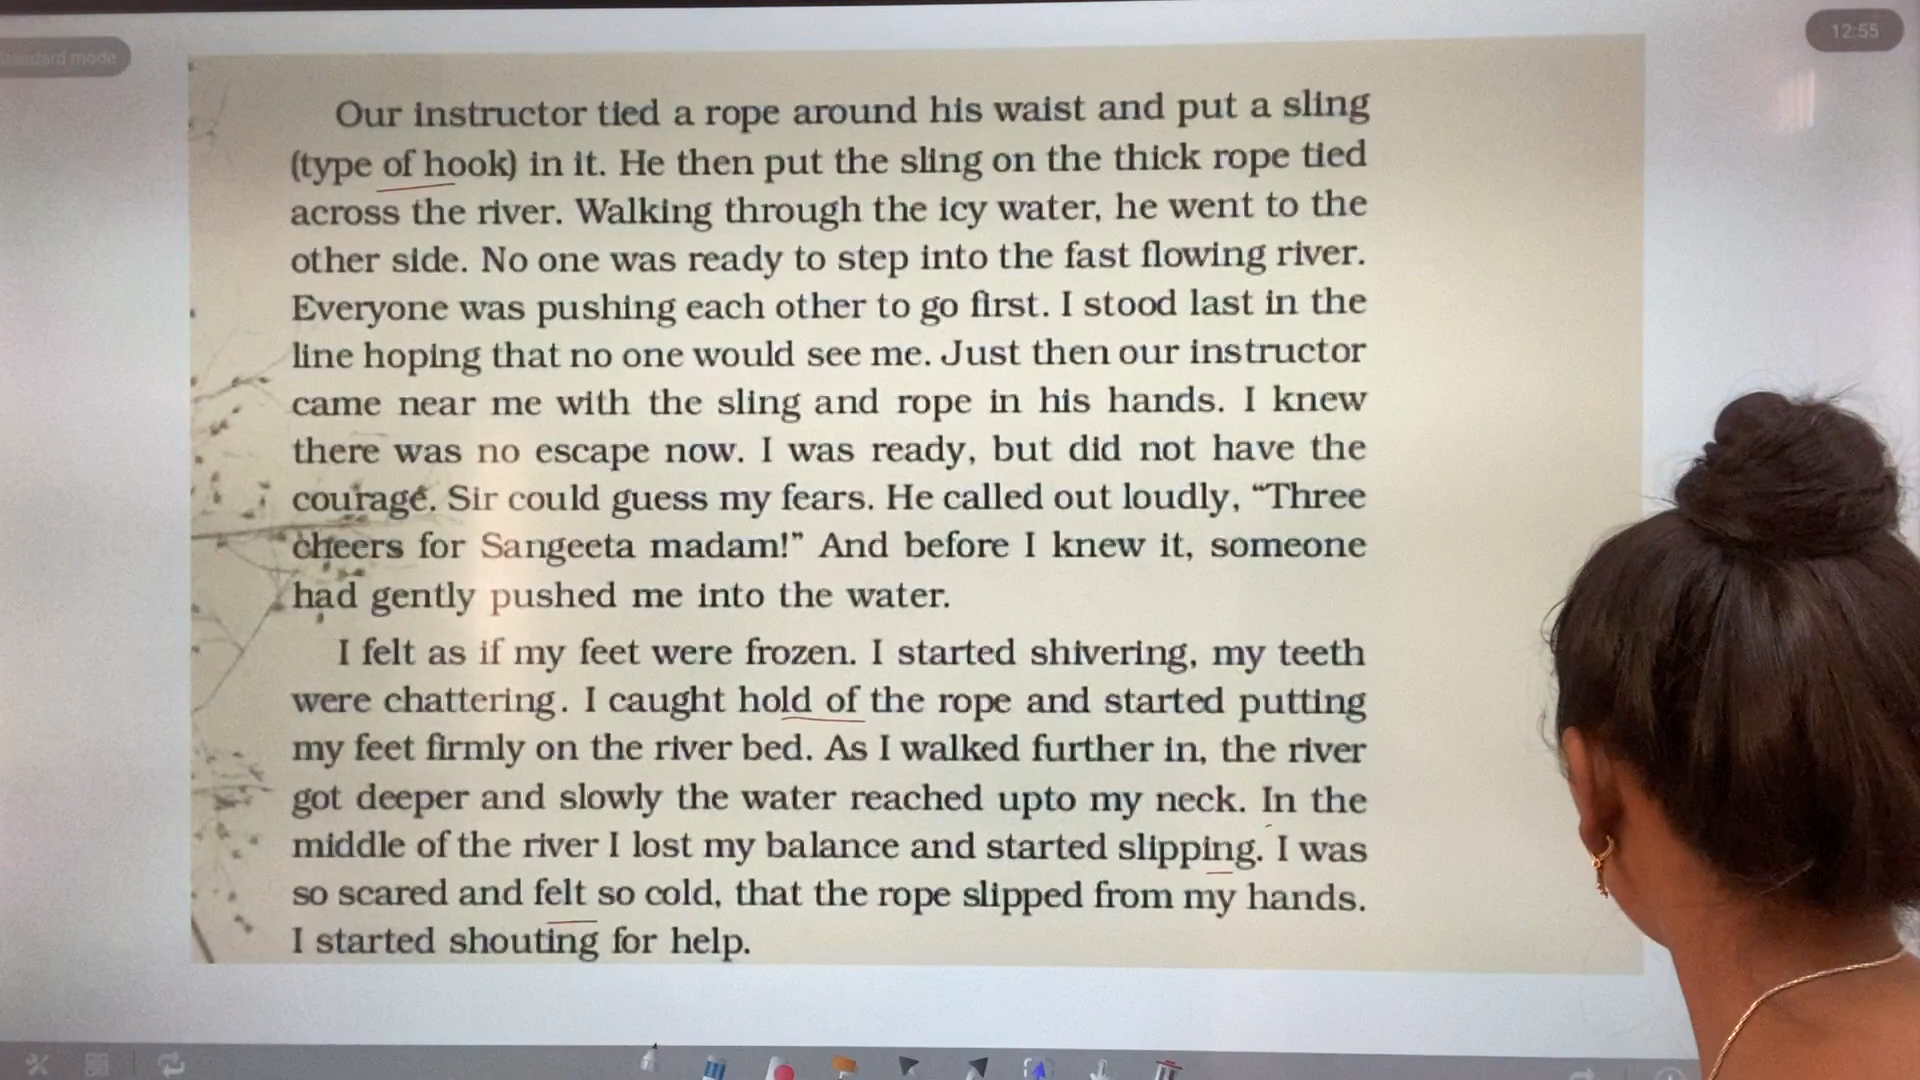 12:55
standard mode
Our instructor tied a rope around his waist and put a sling
(type of hook) in it. He then put the sling on the thick rope tied
across the river. Walking through the icy water, he went to the
other side. No one was ready to step into the fast flowing river.
Everyone was pushing each other to go first. I stood last in the
line hoping that no one would see me. Just then our instructor
came near me with the sling and rope in his hands. I knew
there was no escape now. I was ready, but did not have the
courage. Sir could guess my fears. He called out loudly, “Three
cheers for Sangeeta madam!” And before I knew it, someone
had gently pushed me into the water.
I felt as if my feet were frozen. I started shivering, my teeth
were chattering. I caught hold of the rope and started putting
my feet firmly on the river bed. As I walked further in, the river
got deeper and slowly the water reached upto my neck. In the
middle of the river I lost my balance and started slipping. I was
so scared and felt so cold, that the rope slipped from my hands.
I started shouting for help.